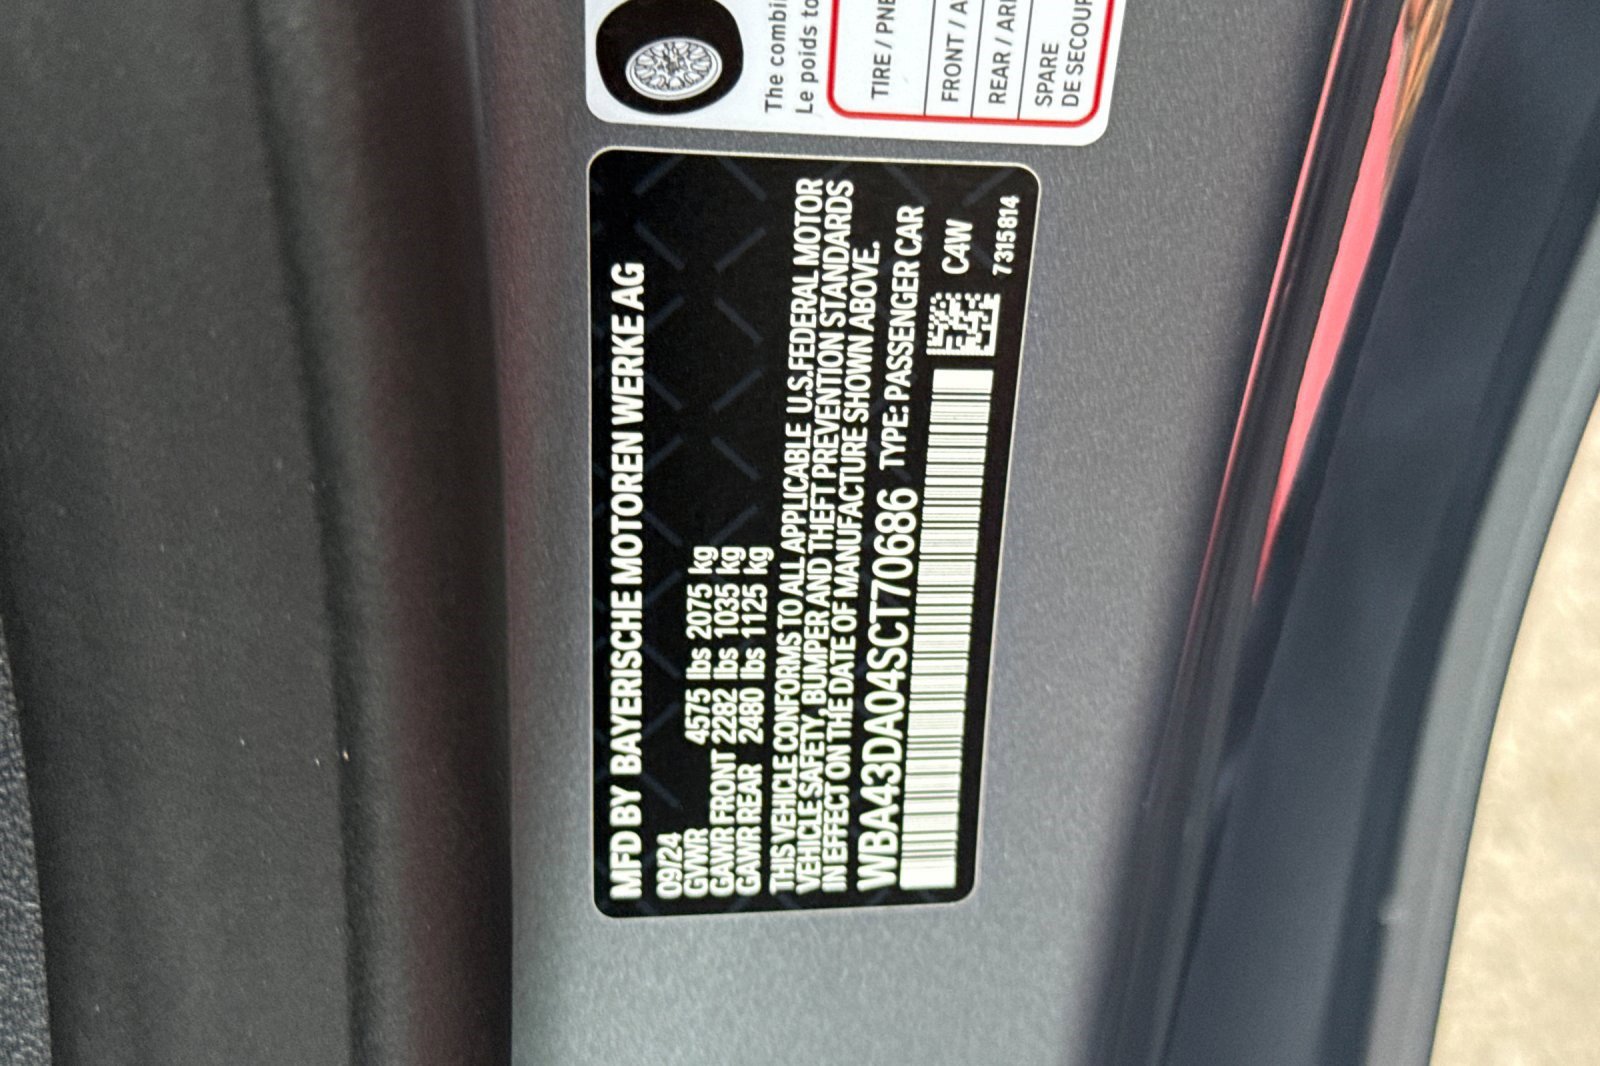 The combi
Le poids to
TIRE / PNE
FRONT / A
REAR / AR
SPARE
DE SECOUR
MFD BY BAYERISCHE MOTOREN WERKE AG
09/24
GVWR 4575 lbs 2075 kg
GAWR FRONT 2282 lbs 1035 kg
GAWR REAR 2480 lbs 1125 kg
THIS VEHICLE CONFORMS TO ALL APPLICABLE U.S. FEDERAL MOTOR
VEHICLE SAFETY, BUMPER AND THEFT PREVENTION STANDARDS
IN EFFECT ON THE DATE OF MANUFACTURE SHOWN ABOVE.
WBA43DA04SCT70686 TYPE: PASSENGER CAR
C4W
7315814